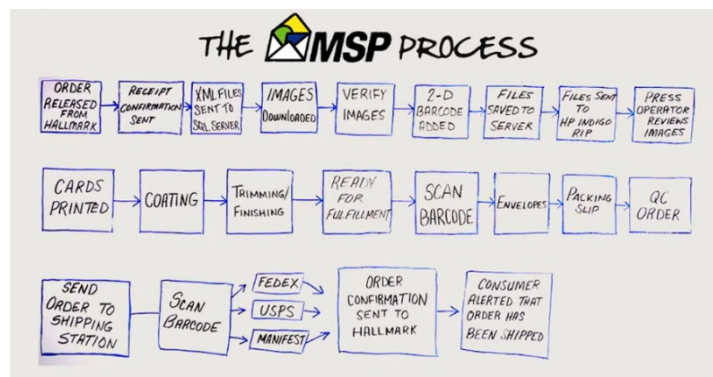 THE MSP PROCESS
ORDER
RELEASED
FROM
HALLMARK
RECEIPT
CONFIRMATION
SENT
XML FILES
SENT TO
SQL SERVER
IMAGES
DOWNLOADED
VERIFY
IMAGES
2-D
BARCODE
ADDED
FILES
SAVED TO
SERVER
FILES SENT
TO
HP INDIGO
RIP
PRESS
OPERATOR
REVIEWS
IMAGES
CARDS
PRINTED
COATING
TRIMMING/
FINISHING
READY
FOR
FULFILLMENT
SCAN
BARCODE
ENVELOPES
PACKING
SLIP
QC
ORDER
SEND
ORDER TO
SHIPPING
STATION
SCAN
BARCODE
FEDEX
USPS
MANIFEST
ORDER
CONFIRMATION
SENT TO
HALLMARK
CONSUMER
ALERTED THAT
ORDER HAS
BEEN SHIPPED